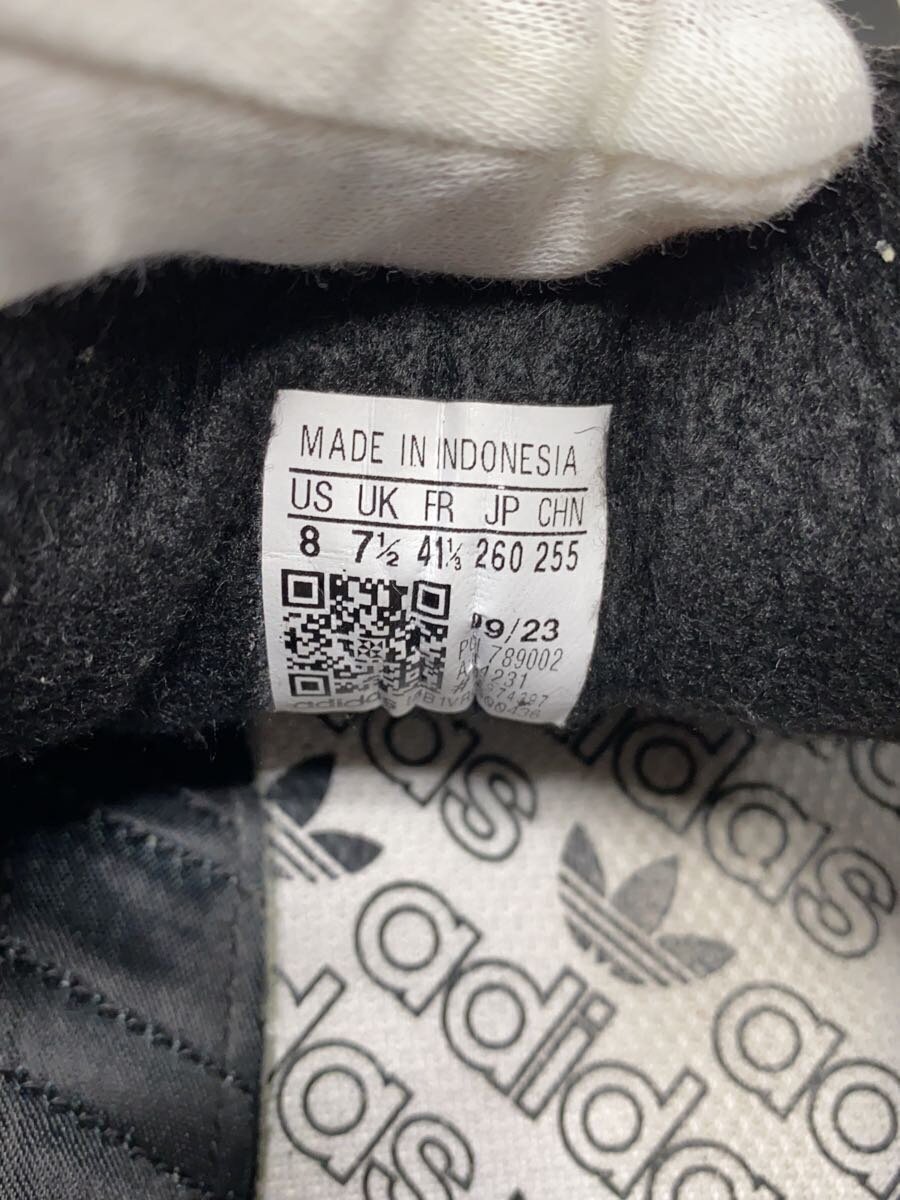 MADE IN INDONESIA
US UK FR JP CHN
8 7½ 41⅓ 260 255
9/23
789002
1231
adidas
adidas
adidas
adidas